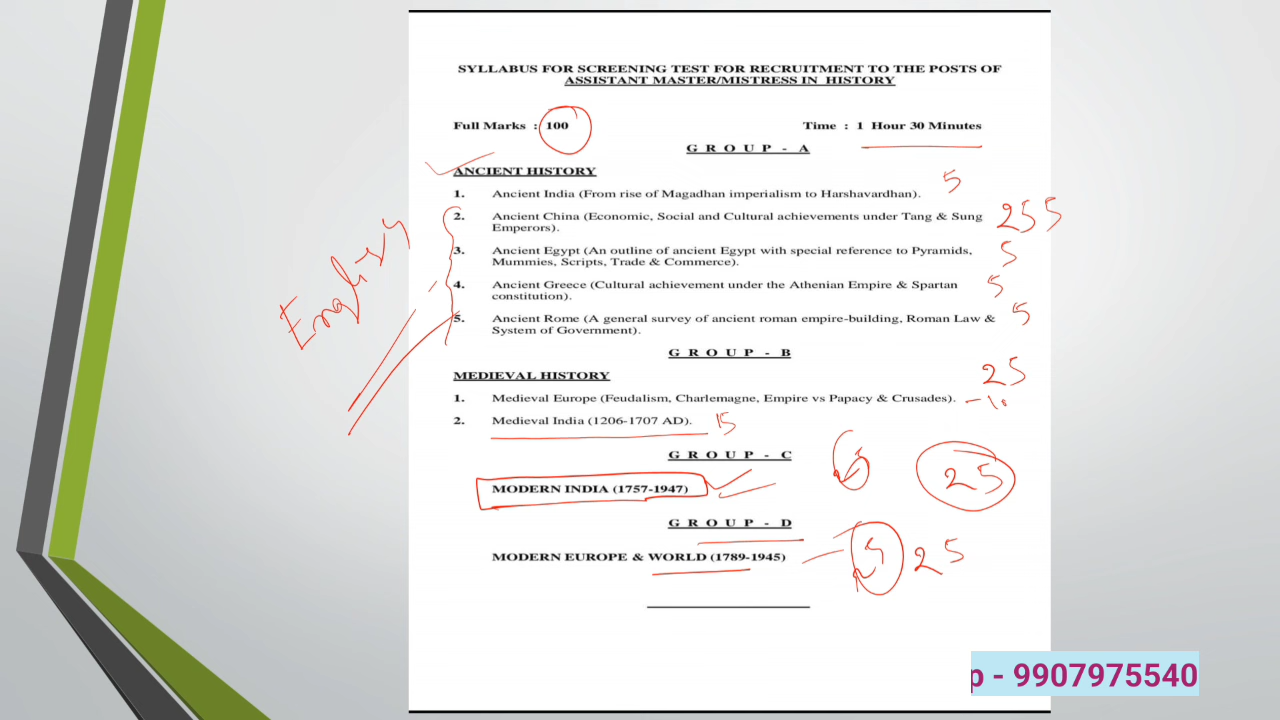 SYLLABUS FOR SCREENING TEST FOR RECRUITMENT TO THE POSTS OF
ASSISTANT MASTER/MISTRESS IN HISTORY
Full Marks : 100 Time : 1 Hour 30 Minutes
GROUP - A
ANCIENT HISTORY
1. Ancient India (From rise of Magadhan imperialism to Harshavardhan). 5
2. Ancient China (Economic, Social and Cultural achievements under Tang & Sung 25 5
Emperors).
3. Ancient Egypt (An outline of ancient Egypt with special reference to Pyramids, 5
Mummies, Scripts, Trade & Commerce).
4. Ancient Greece (Cultural achievement under the Athenian Empire & Spartan 5
constitution).
5. Ancient Rome (A general survey of ancient roman empire-building, Roman Law & 5
System of Government).
English
GROUP - B
MEDIEVAL HISTORY 25
1. Medieval Europe (Feudalism, Charlemagne, Empire vs Papacy & Crusades). - 10
2. Medieval India (1206-1707 AD). 15
GROUP - C
MODERN INDIA (1757-1947) 25
GROUP - D
MODERN EUROPE & WORLD (1789-1945) 25
p - 9907975540